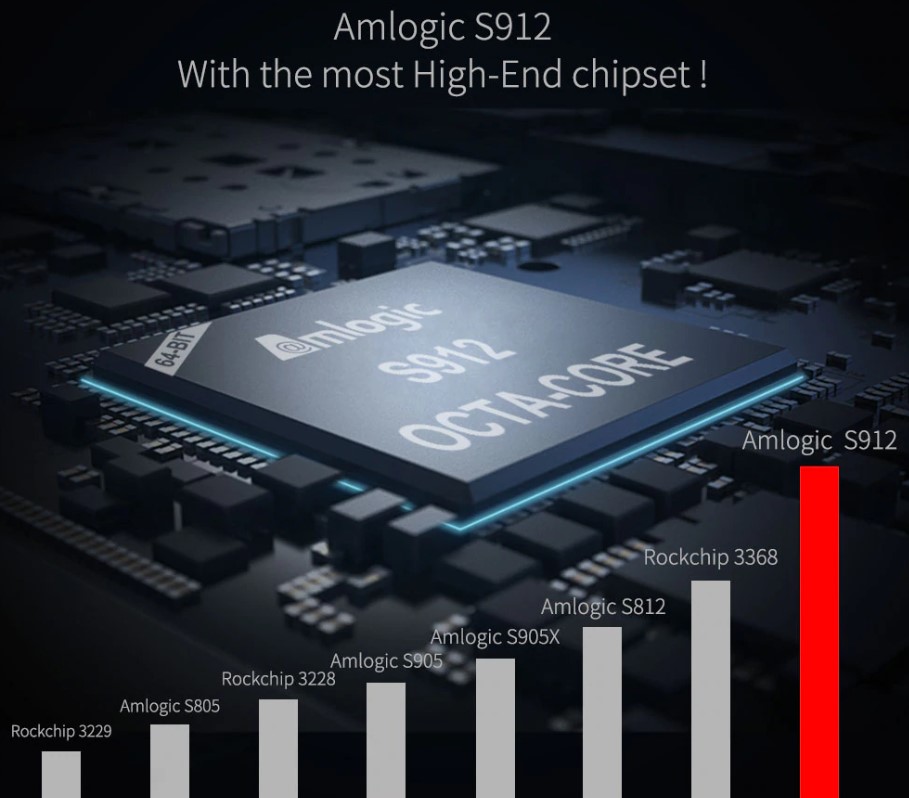 Amlogic S912
With the most High-End chipset !
64-BIT
@mlogic
S912
OCTA-CORE
Amlogic S912
Rockchip 3368
Amlogic S812
Amlogic S905X
Amlogic S905
Rockchip 3228
Amlogic S805
Rockchip 3229